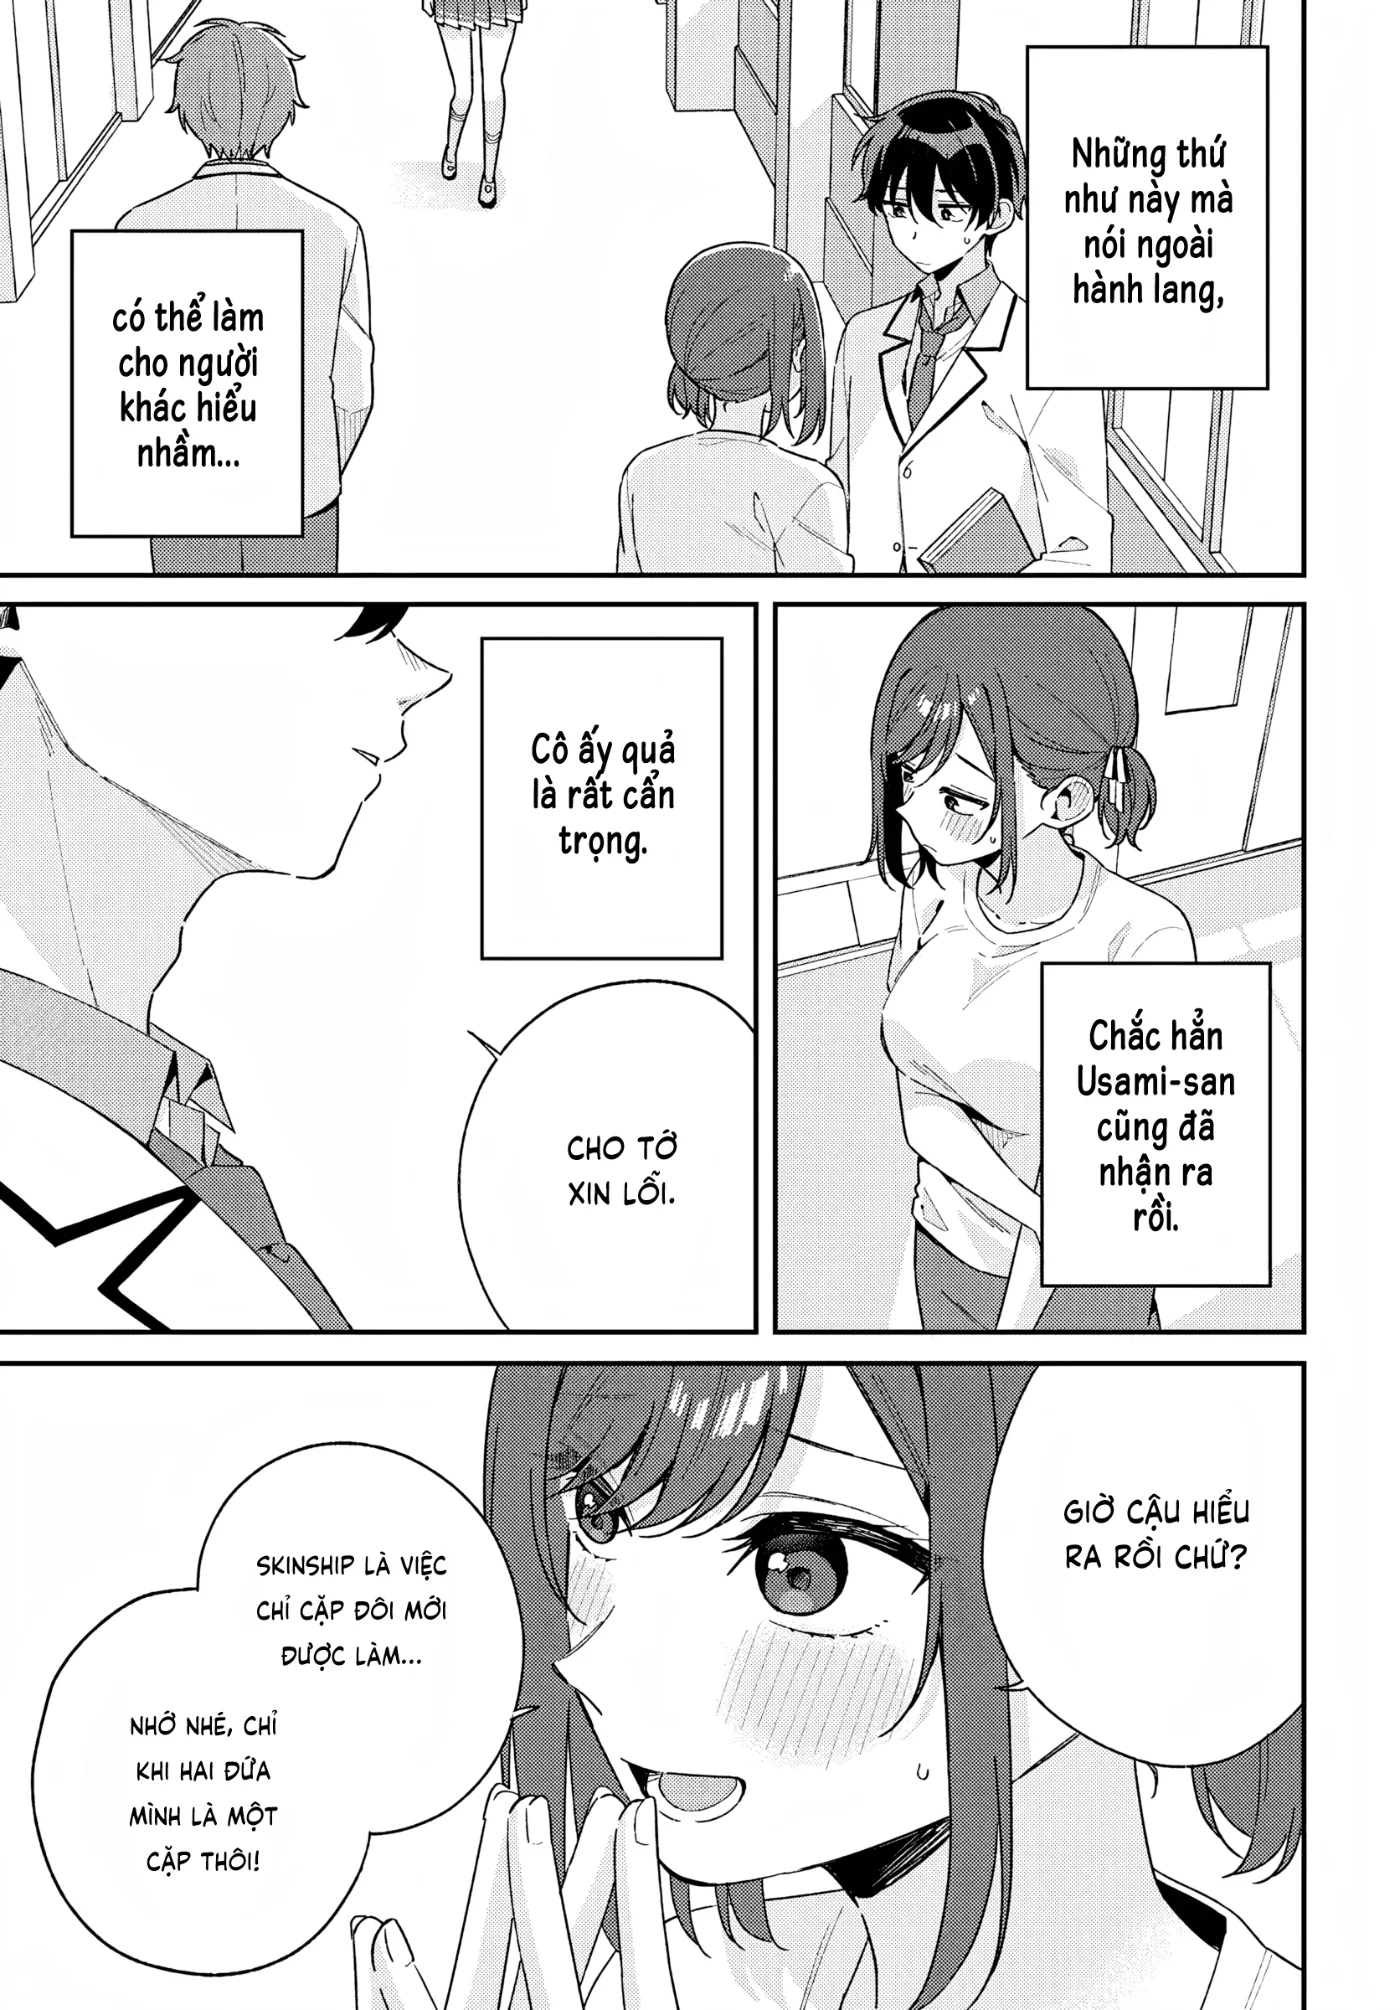 Những thứ
như này mà
nói ngoài
hành lang,
có thể làm
cho người
khác hiểu
nhầm...
Chắc hẳn
Usami-san
cũng đã
nhận ra
rồi.
Cô ấy quả
là rất cẩn
trọng.
CHO TỚ
XIN LỖI.
GIỜ CẬU HIỂU
RA RỒI CHỨ?
SKINSHIP LÀ VIỆC
CHỈ CẶP ĐÔI MỚI
ĐƯỢC LÀM...
NHỚ NHÉ, CHỈ
KHI HAI ĐỨA
MÌNH LÀ MỘT
CẶP THÔI!